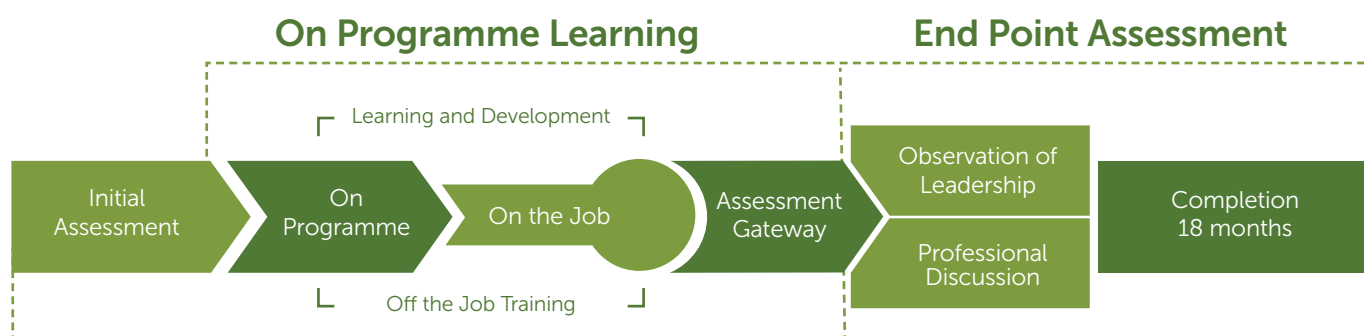 On Programme Learning
End Point Assessment
Learning and Development
Initial
Assessment
On
Programme
On the Job
Off the Job Training
Assessment
Gateway
Observation of
Leadership
Professional
Discussion
Completion
18 months